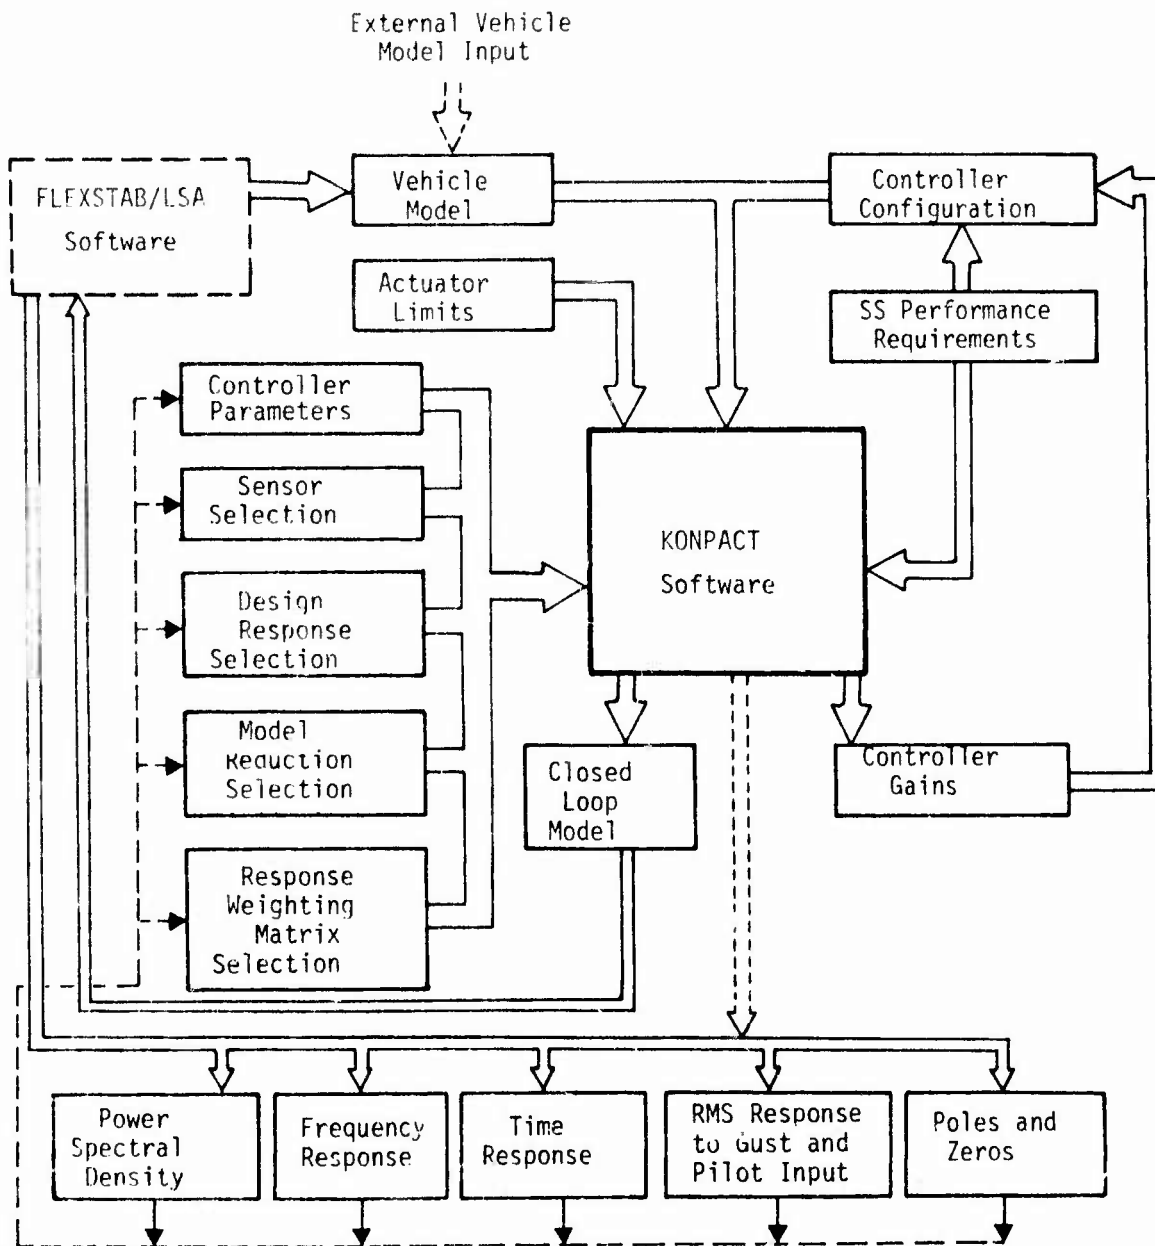 External Vehicle
Model Input
FLEXSTAB/LSA
Software
Vehicle
Model
Controller
Configuration
Actuator
Limits
SS Performance
Requirements
Controller
Parameters
Sensor
Selection
Design
Response
Selection
Model
Reduction
Selection
Response
Weighting
Matrix
Selection
KONPACT
Software
Closed
Loop
Model
Controller
Gains
Power
Spectral
Density
Frequency
Response
Time
Response
RMS Response
to Gust and
Pilot Input
Poles and
Zeros